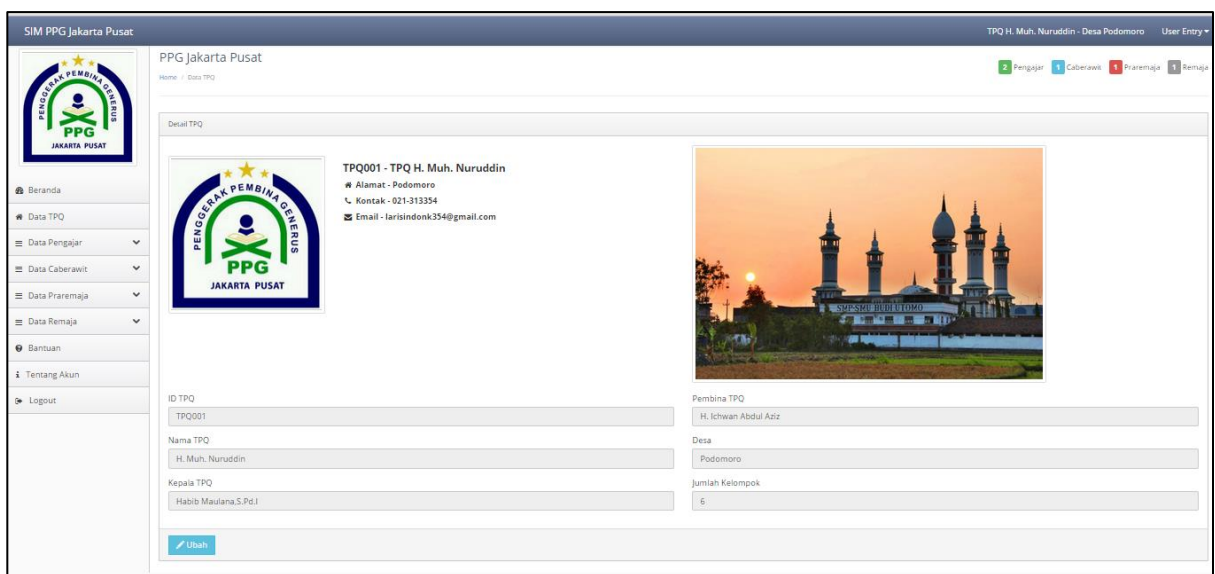 SIM PPG Jakarta Pusat
TPQ H. Muh. Nuruddin - Desa Podomoro User Entry
PENGGERAK PEMBINA GENERUS
PPG
JAKARTA PUSAT
PPG Jakarta Pusat
Home / Data TPQ
2 Pengajar 1 Caberawit 1 Praremaja 1 Remaja
Beranda
Data TPQ
Data Pengajar
Data Caberawit
Data Praremaja
Data Remaja
Bantuan
Tentang Akun
Logout
Detail TPQ
PENGGERAK PEMBINA GENERUS
PPG
JAKARTA PUSAT
TPQ001 - TPQ H. Muh. Nuruddin
Alamat - Podomoro
Kontak - 021-313354
Email - larisindonk354@gmail.com
SMP-SMU BUDI UTOMO
ID TPQ
TPQ001
Nama TPQ
H. Muh. Nuruddin
Kepala TPQ
Habib Maulana,S.Pd.I
Pembina TPQ
H. Ichwan Abdul Aziz
Desa
Podomoro
Jumlah Kelompok
6
Ubah